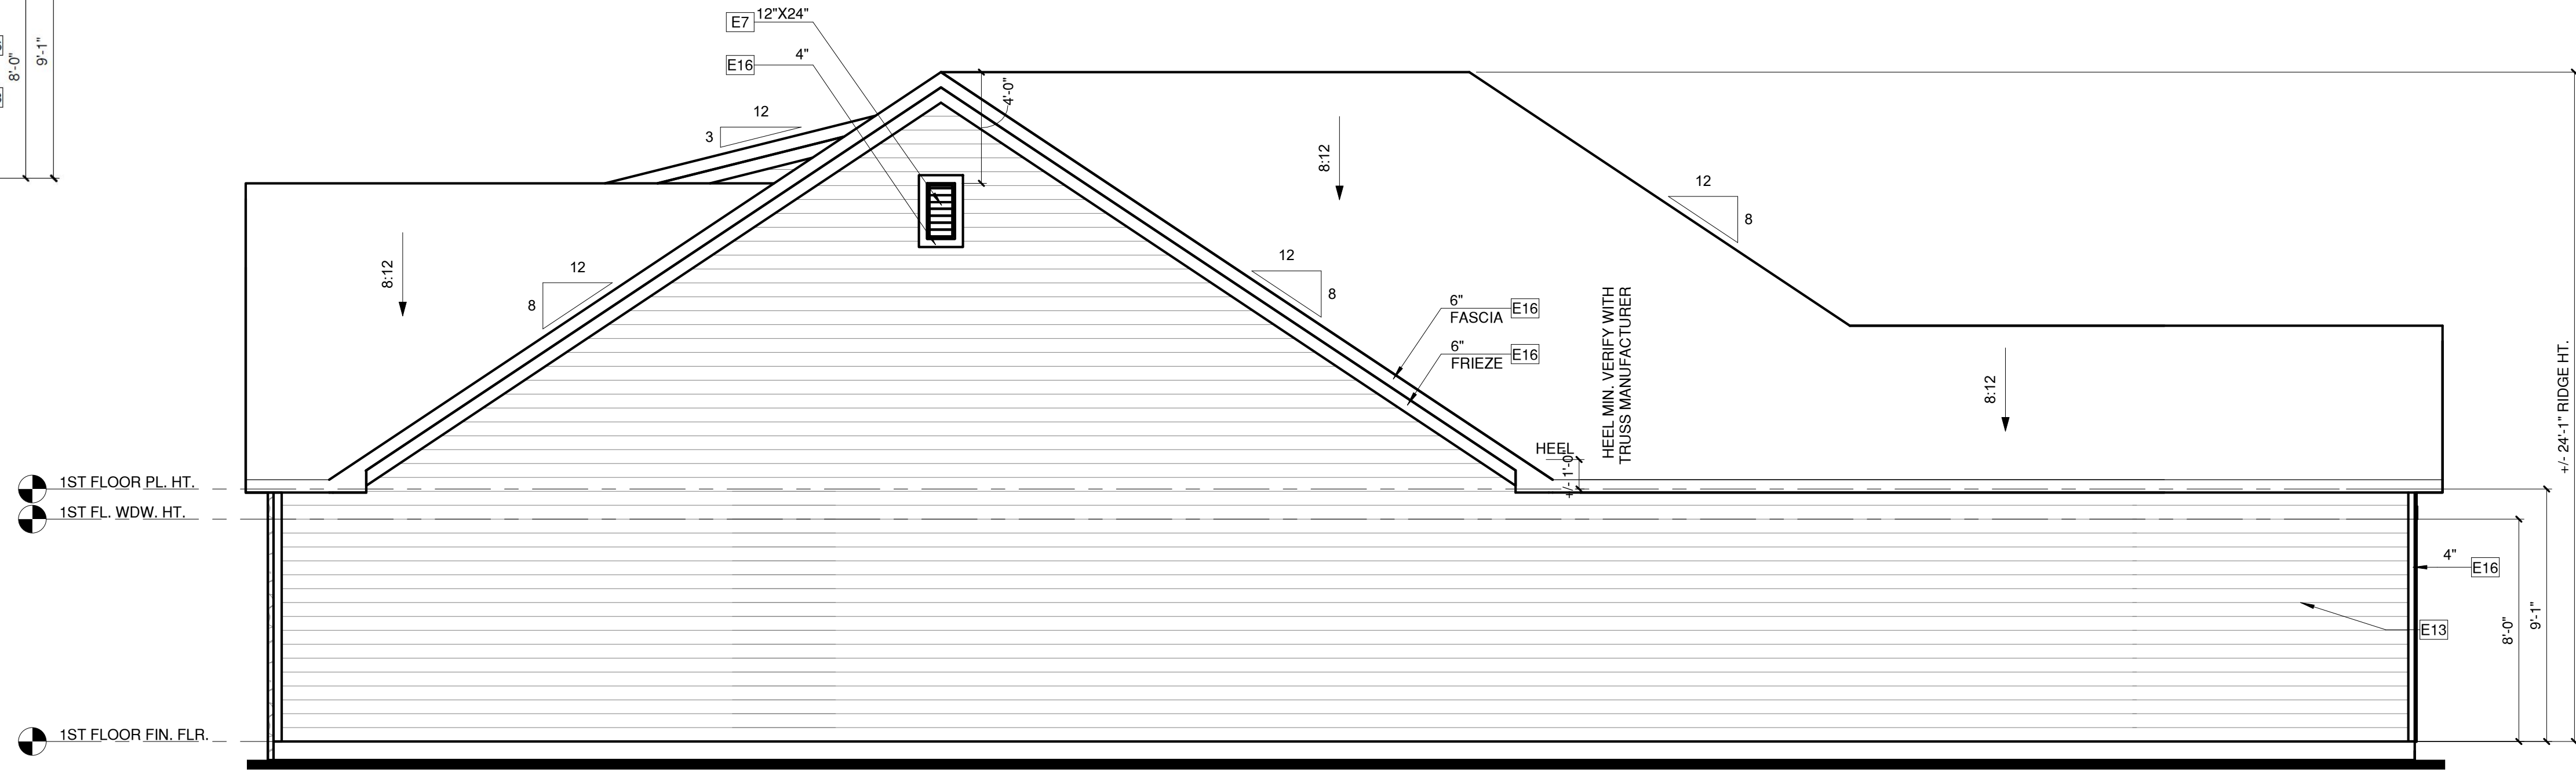 8'-0"
9'-1"
E7 12"X24"
E16 4"
4'-0"
12
3
8:12
12
8
8:12
12
8
12
8
6"
FASCIA E16
6"
FRIEZE E16
HEEL
+/- 1'-0"
HEEL MIN. VERIFY WITH
TRUSS MANUFACTURER
8:12
+/- 24'-1" RIDGE HT.
1ST FLOOR PL. HT.
1ST FL. WDW. HT.
4"
E16
E13
8'-0"
9'-1"
1ST FLOOR FIN. FLR.